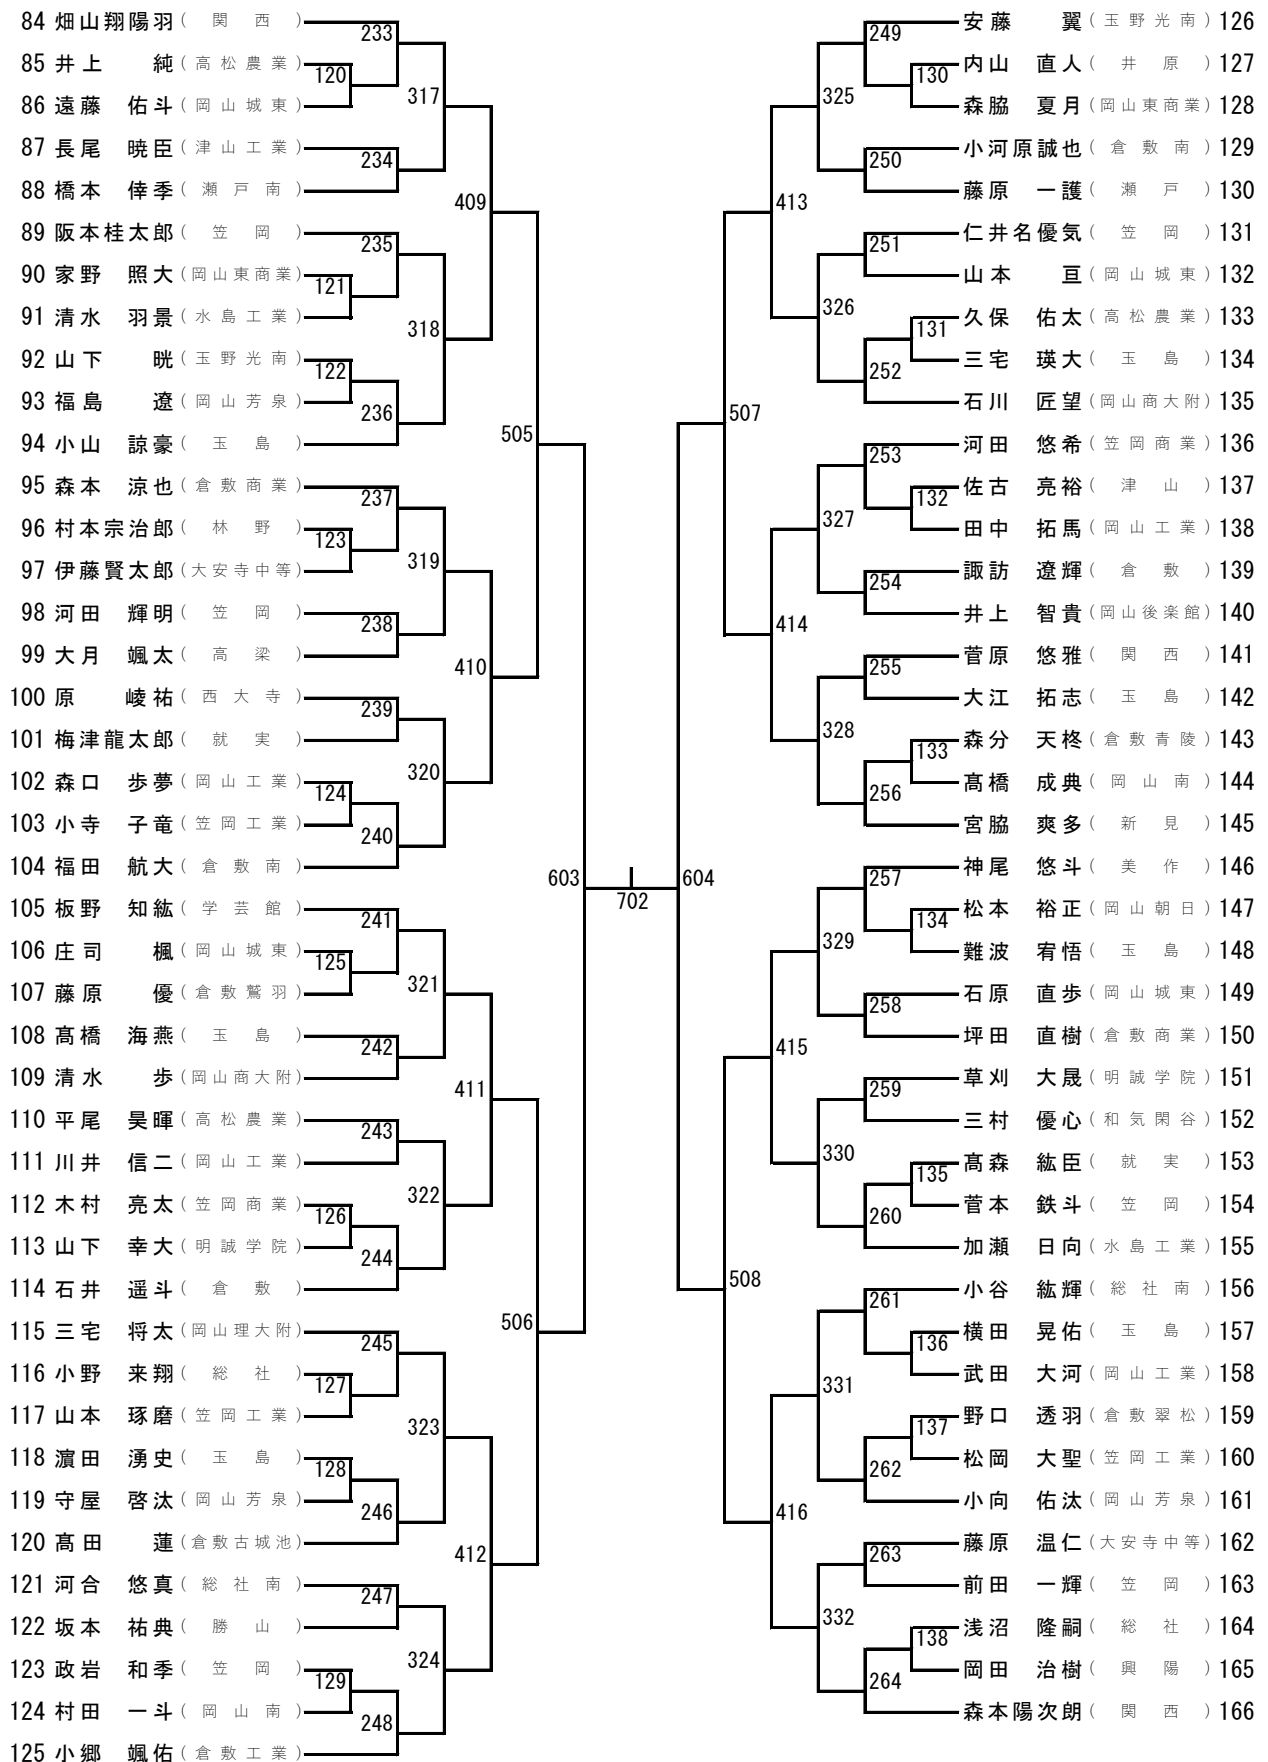 84 畑山翔陽羽 (関西)
85 井上 純 (高松農業)
86 遠藤 佑斗 (岡山城東)
87 長尾 暁臣 (津山工業)
88 橋本 倖季 (瀬戸南)
89 阪本桂太郎 (笠岡)
90 家野 照大 (岡山東商業)
91 清水 羽景 (水島工業)
92 山下 晄 (玉野光南)
93 福島 遼 (岡山芳泉)
94 小山 諒豪 (玉島)
95 森本 涼也 (倉敷商業)
96 村本宗治郎 (林野)
97 伊藤賢太郎 (大安寺中等)
98 河田 輝明 (笠岡)
99 大月 颯太 (高梁)
100 原 崚祐 (西大寺)
101 梅津龍太郎 (就実)
102 森口 歩夢 (岡山工業)
103 小寺 子竜 (笠岡工業)
104 福田 航大 (倉敷南)
105 板野 知紘 (学芸館)
106 庄司 楓 (岡山城東)
107 藤原 優 (倉敷鷲羽)
108 髙橋 海燕 (玉島)
109 清水 歩 (岡山商大附)
110 平尾 昊暉 (高松農業)
111 川井 信二 (岡山工業)
112 木村 亮太 (笠岡商業)
113 山下 幸大 (明誠学院)
114 石井 遥斗 (倉敷)
115 三宅 将太 (岡山理大附)
116 小野 来翔 (総社)
117 山本 琢磨 (笠岡工業)
118 濵田 湧史 (玉島)
119 守屋 啓汰 (岡山芳泉)
120 髙田 蓮 (倉敷古城池)
121 河合 悠真 (総社南)
122 坂本 祐典 (勝山)
123 政岩 和季 (笠岡)
124 村田 一斗 (岡山南)
125 小郷 颯佑 (倉敷工業)
120
121
122
123
124
125
126
127
128
129
233
234
235
236
237
238
239
240
241
242
243
244
245
246
247
248
317
318
319
320
321
322
323
324
409
410
411
412
505
506
603
702
604
507
508
413
414
415
416
325
326
327
328
329
330
331
332
249
250
251
252
253
254
255
256
257
258
259
260
261
262
263
264
130
131
132
133
134
135
136
137
138
安藤 翼 (玉野光南) 126
内山 直人 (井原) 127
森脇 夏月 (岡山東商業) 128
小河原誠也 (倉敷南) 129
藤原 一護 (瀬戸) 130
仁井名優気 (笠岡) 131
山本 亘 (岡山城東) 132
久保 佑太 (高松農業) 133
三宅 瑛大 (玉島) 134
石川 匠望 (岡山商大附) 135
河田 悠希 (笠岡商業) 136
佐古 亮裕 (津山) 137
田中 拓馬 (岡山工業) 138
諏訪 遼輝 (倉敷) 139
井上 智貴 (岡山後楽館) 140
菅原 悠雅 (関西) 141
大江 拓志 (玉島) 142
森分 天柊 (倉敷青陵) 143
髙橋 成典 (岡山南) 144
宮脇 爽多 (新見) 145
神尾 悠斗 (美作) 146
松本 裕正 (岡山朝日) 147
難波 宥悟 (玉島) 148
石原 直歩 (岡山城東) 149
坪田 直樹 (倉敷商業) 150
草刈 大晟 (明誠学院) 151
三村 優心 (和気閑谷) 152
髙森 紘臣 (就実) 153
菅本 鉄斗 (笠岡) 154
加瀬 日向 (水島工業) 155
小谷 紘輝 (総社南) 156
横田 晃佑 (玉島) 157
武田 大河 (岡山工業) 158
野口 透羽 (倉敷翠松) 159
松岡 大聖 (笠岡工業) 160
小向 佑汰 (岡山芳泉) 161
藤原 温仁 (大安寺中等) 162
前田 一輝 (笠岡) 163
浅沼 隆嗣 (総社) 164
岡田 治樹 (興陽) 165
森本陽次朗 (関西) 166